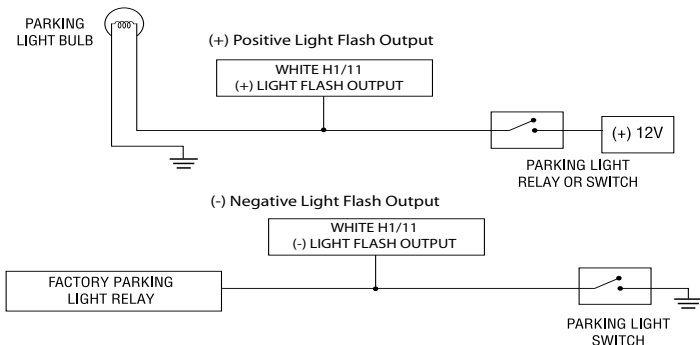 PARKING
LIGHT BULB
(+) Positive Light Flash Output
WHITE H1/11
(+) LIGHT FLASH OUTPUT
(+) 12V
PARKING LIGHT
RELAY OR SWITCH
(-) Negative Light Flash Output
WHITE H1/11
(-) LIGHT FLASH OUTPUT
FACTORY PARKING
LIGHT RELAY
PARKING LIGHT
SWITCH